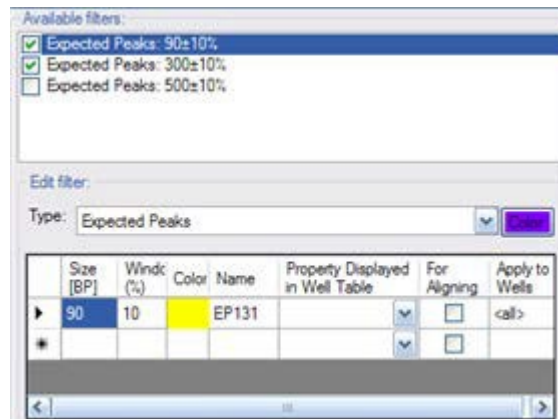 Available filters:
Expected Peaks: 90±10%
Expected Peaks: 300±10%
Expected Peaks: 500±10%
Edit filter:
Type: Expected Peaks Color
Size [BP] Windc (%) Color Name Property Displayed in Well Table For Aligning Apply to Wells
90 10 EP131 <all>